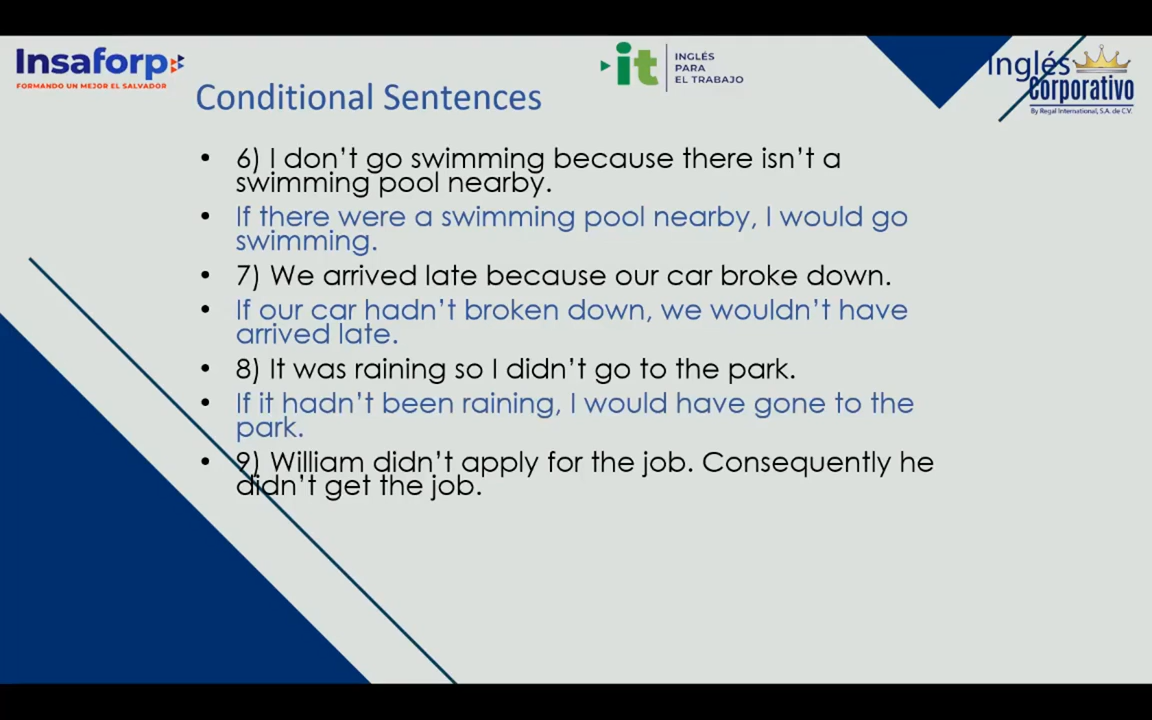 Insaforp
FORMANDO UN MEJOR EL SALVADOR
it
INGLÉS
PARA
EL TRABAJO
Inglés
Corporativo
By Regal International, S.A. de C.V.
Conditional Sentences
• 6) I don’t go swimming because there isn’t a
swimming pool nearby.
• If there were a swimming pool nearby, I would go
swimming.
• 7) We arrived late because our car broke down.
• If our car hadn’t broken down, we wouldn’t have
arrived late.
• 8) It was raining so I didn’t go to the park.
• If it hadn’t been raining, I would have gone to the
park.
• 9) William didn’t apply for the job. Consequently he
didn’t get the job.